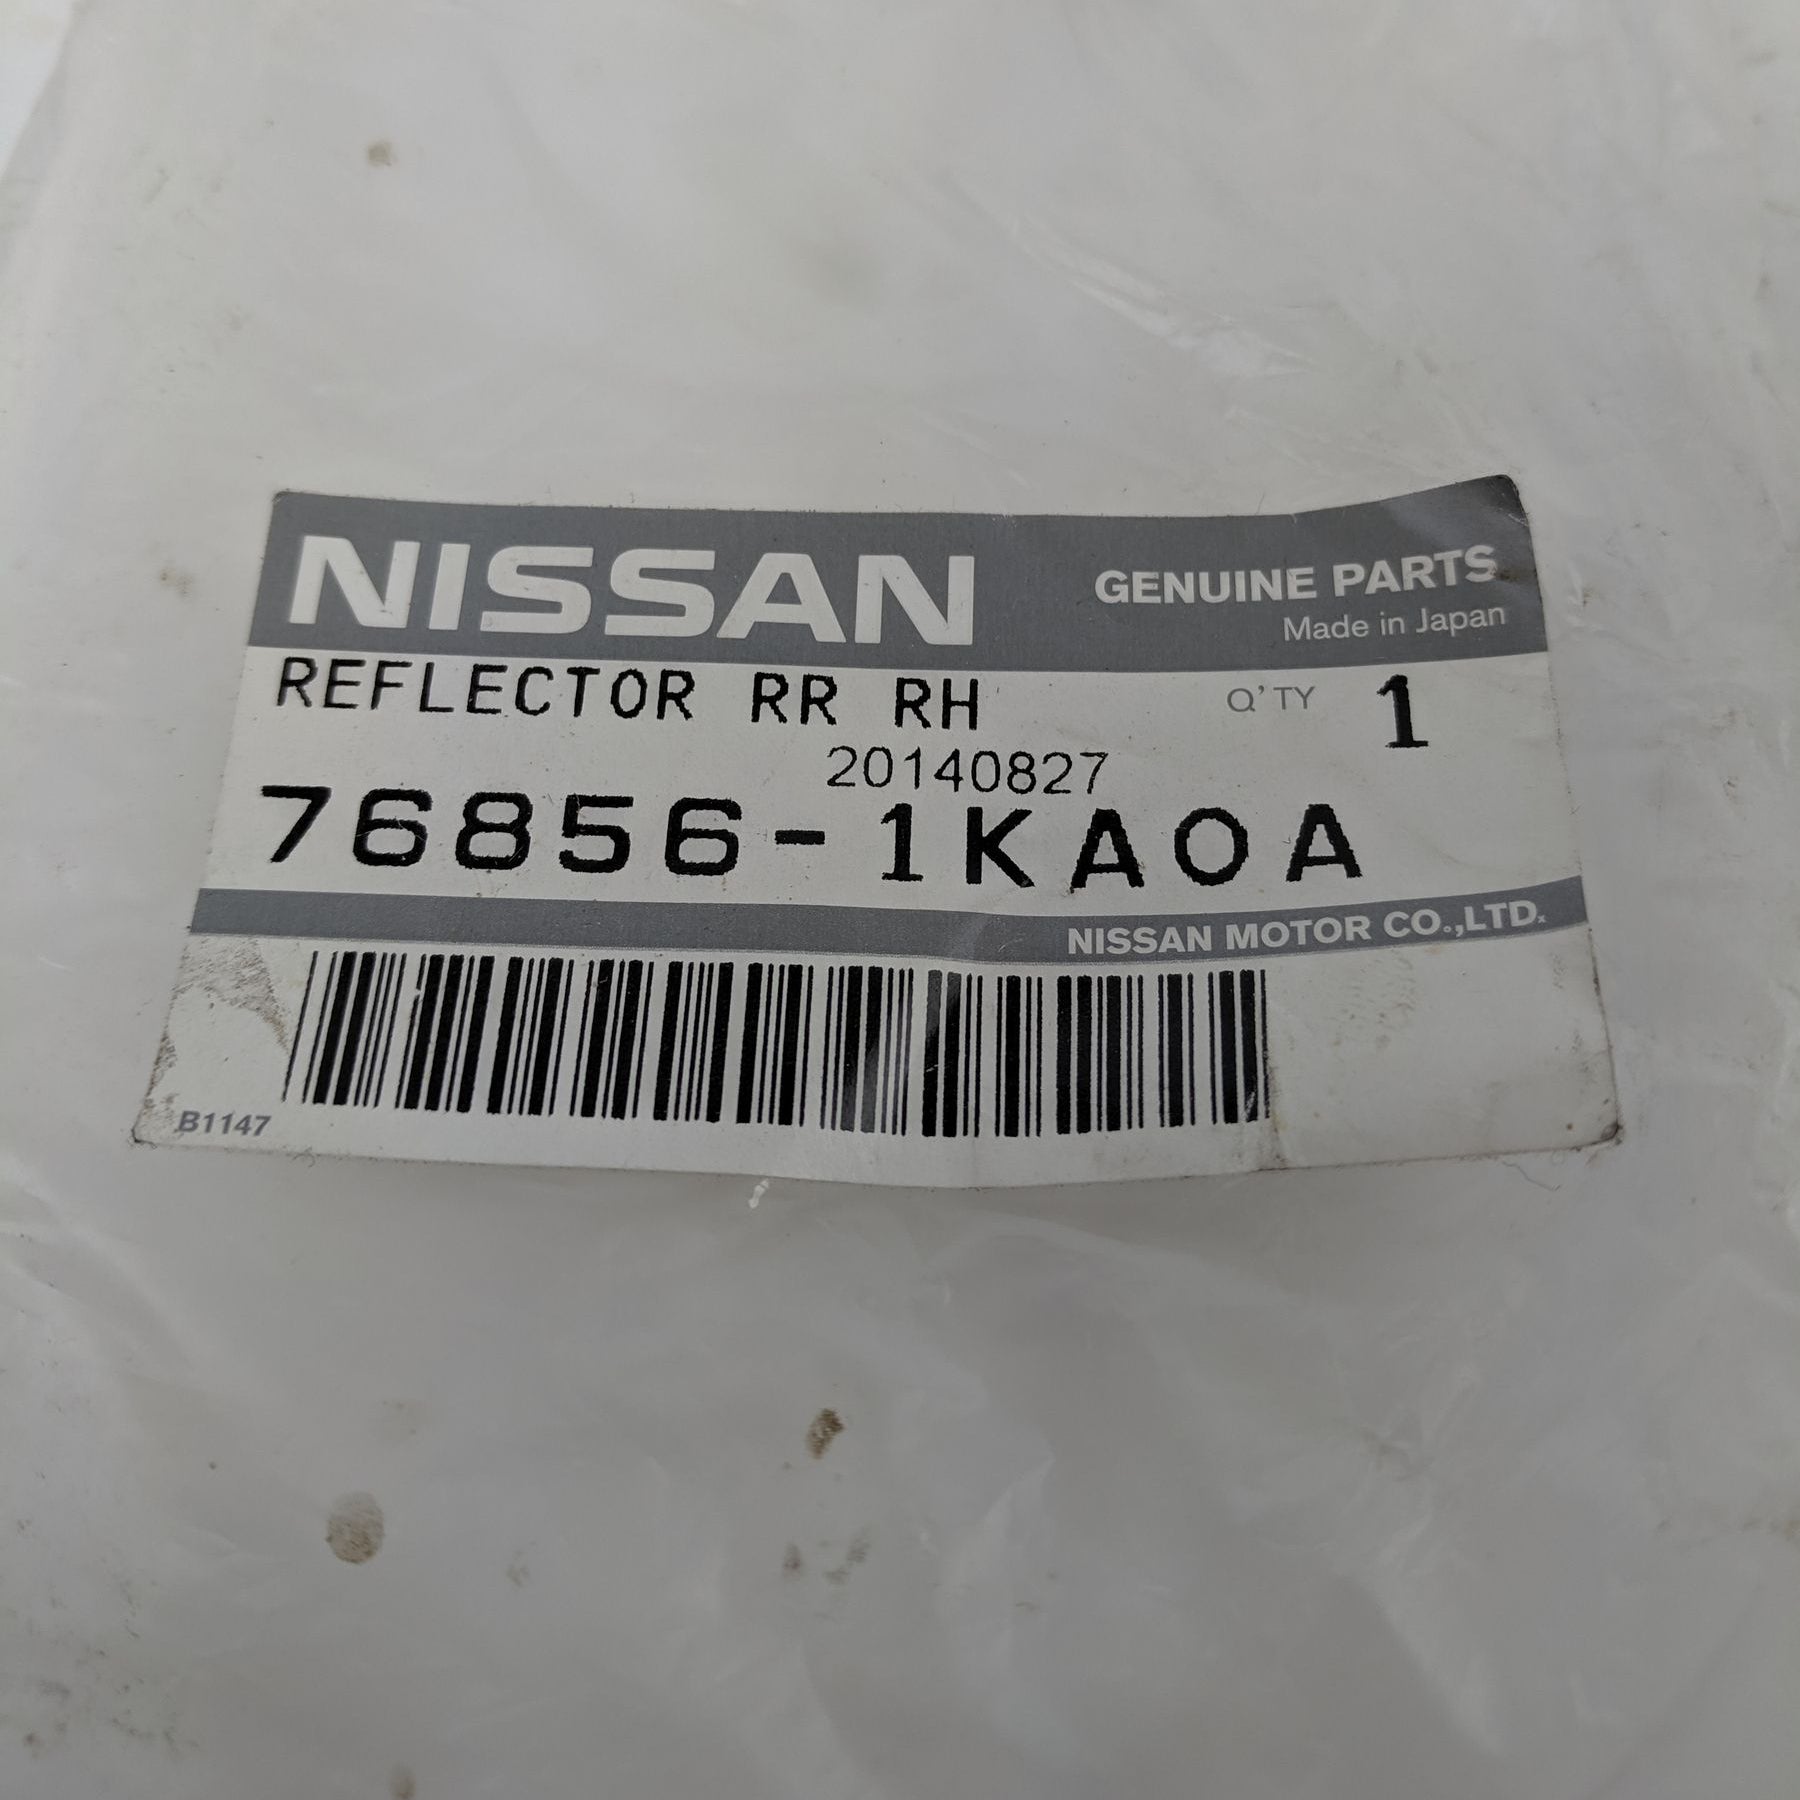 NISSAN
GENUINE PARTS
Made in Japan
REFLECTOR RR RH
Q'TY 1
20140827
76856-1KA0A
NISSAN MOTOR CO.,LTD.
B1147